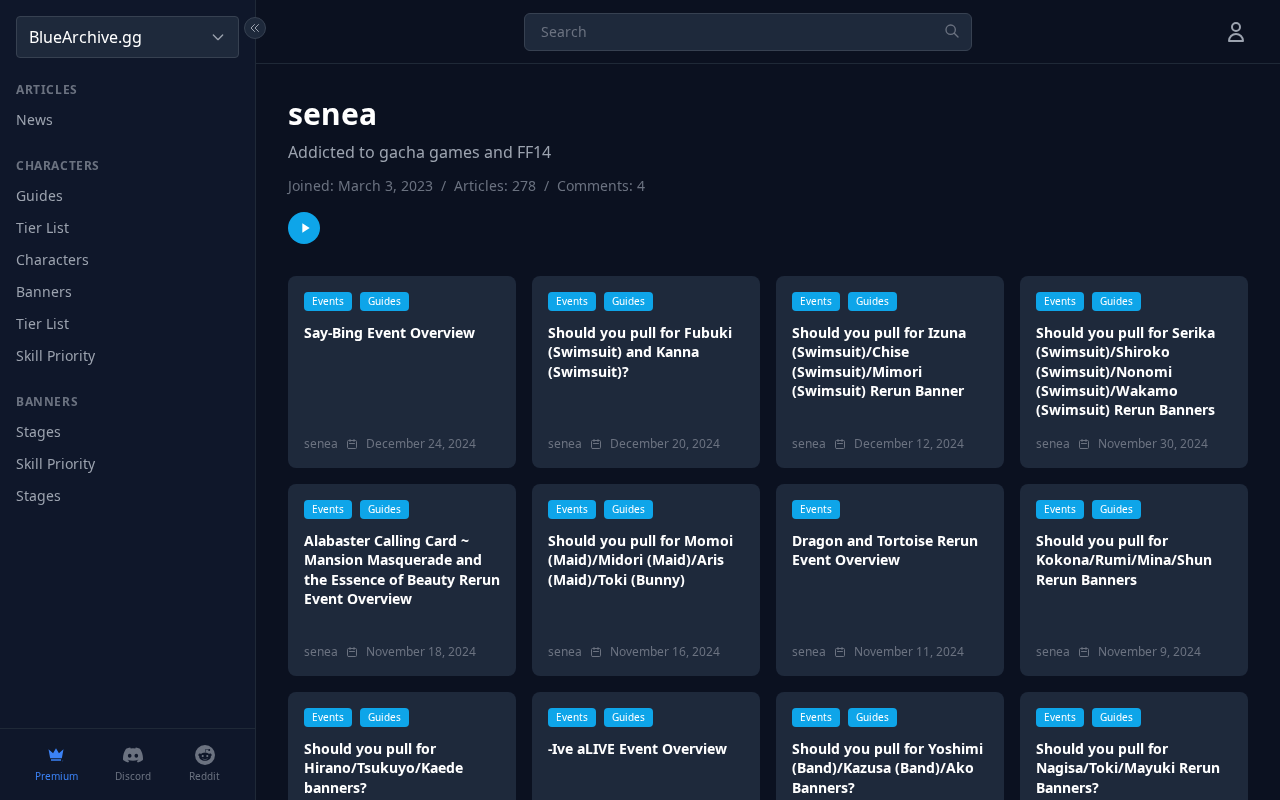 BlueArchive.gg
ARTICLES
News
CHARACTERS
Guides
Tier List
Characters
Banners
Tier List
Skill Priority
BANNERS
Stages
Skill Priority
Stages
Premium
Discord
Reddit
Search
senea
Addicted to gacha games and FF14
Joined: March 3, 2023 / Articles: 278 / Comments: 4
Events Guides
Say-Bing Event Overview
senea December 24, 2024
Events Guides
Should you pull for Fubuki
(Swimsuit) and Kanna
(Swimsuit)?
senea December 20, 2024
Events Guides
Should you pull for Izuna
(Swimsuit)/Chise
(Swimsuit)/Mimori
(Swimsuit) Rerun Banner
senea December 12, 2024
Events Guides
Should you pull for Serika
(Swimsuit)/Shiroko
(Swimsuit)/Nonomi
(Swimsuit)/Wakamo
(Swimsuit) Rerun Banners
senea November 30, 2024
Events Guides
Alabaster Calling Card ~
Mansion Masquerade and
the Essence of Beauty Rerun
Event Overview
senea November 18, 2024
Events Guides
Should you pull for Momoi
(Maid)/Midori (Maid)/Aris
(Maid)/Toki (Bunny)
senea November 16, 2024
Events
Dragon and Tortoise Rerun
Event Overview
senea November 11, 2024
Events Guides
Should you pull for
Kokona/Rumi/Mina/Shun
Rerun Banners
senea November 9, 2024
Events Guides
Should you pull for
Hirano/Tsukuyo/Kaede
banners?
Events Guides
-Ive aLIVE Event Overview
Events Guides
Should you pull for Yoshimi
(Band)/Kazusa (Band)/Ako
Banners?
Events Guides
Should you pull for
Nagisa/Toki/Mayuki Rerun
Banners?